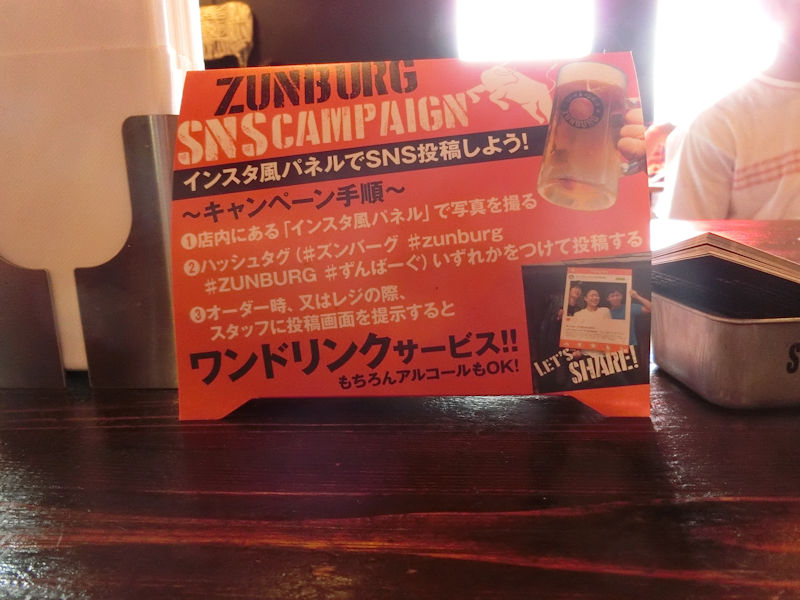 ZUNBURG
SNS CAMPAIGN
インスタ風パネルでSNS投稿しよう!
～キャンペーン手順～
❶店内にある「インスタ風パネル」で写真を撮る
❷ハッシュタグ(#ズンバーグ #zunburg
#ZUNBURG #ずんばーぐ)いずれかをつけて投稿する
❸オーダー時、又はレジの際、
スタッフに投稿画面を提示すると
ワンドリンクサービス!!
もちろんアルコールもOK!
LET'S
SHARE!